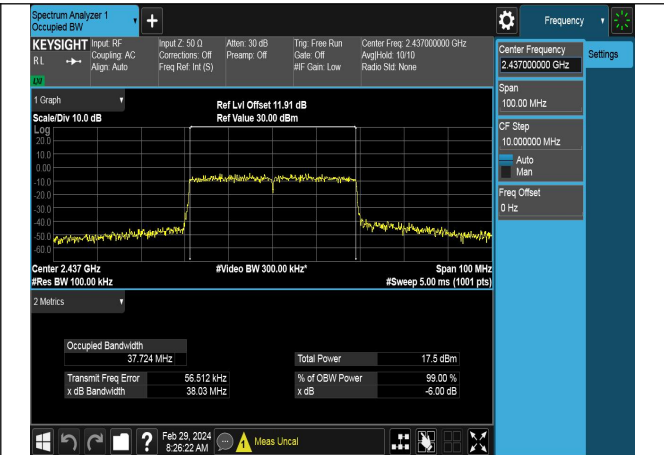 Spectrum Analyzer 1
Occupied BW
+
Frequency
KEYSIGHT
RL
Input: RF
Coupling: AC
Align: Auto
Input Z: 50 Ω
Corrections: Off
Freq Ref: Int (S)
Atten: 30 dB
Preamp: Off
Trig: Free Run
Gate: Off
#IF Gain: Low
Center Freq: 2.437000000 GHz
Avg|Hold: 10/10
Radio Std: None
Center Frequency
2.437000000 GHz
Settings
Span
100.00 MHz
CF Step
10.000000 MHz
Auto
Man
Freq Offset
0 Hz
1 Graph
Scale/Div 10.0 dB
Ref Lvl Offset 11.91 dB
Ref Value 30.00 dBm
Log
20.0
10.0
0.00
-10.0
-20.0
-30.0
-40.0
-50.0
-60.0
Center 2.437 GHz
#Video BW 300.00 kHz*
Span 100 MHz
#Res BW 100.00 kHz
#Sweep 5.00 ms (1001 pts)
2 Metrics
Occupied Bandwidth
37.724 MHz
Total Power 17.5 dBm
Transmit Freq Error 56.512 kHz
% of OBW Power 99.00 %
x dB Bandwidth 38.03 MHz
x dB -6.00 dB
?
Feb 29, 2024
8:26:22 AM
Meas Uncal